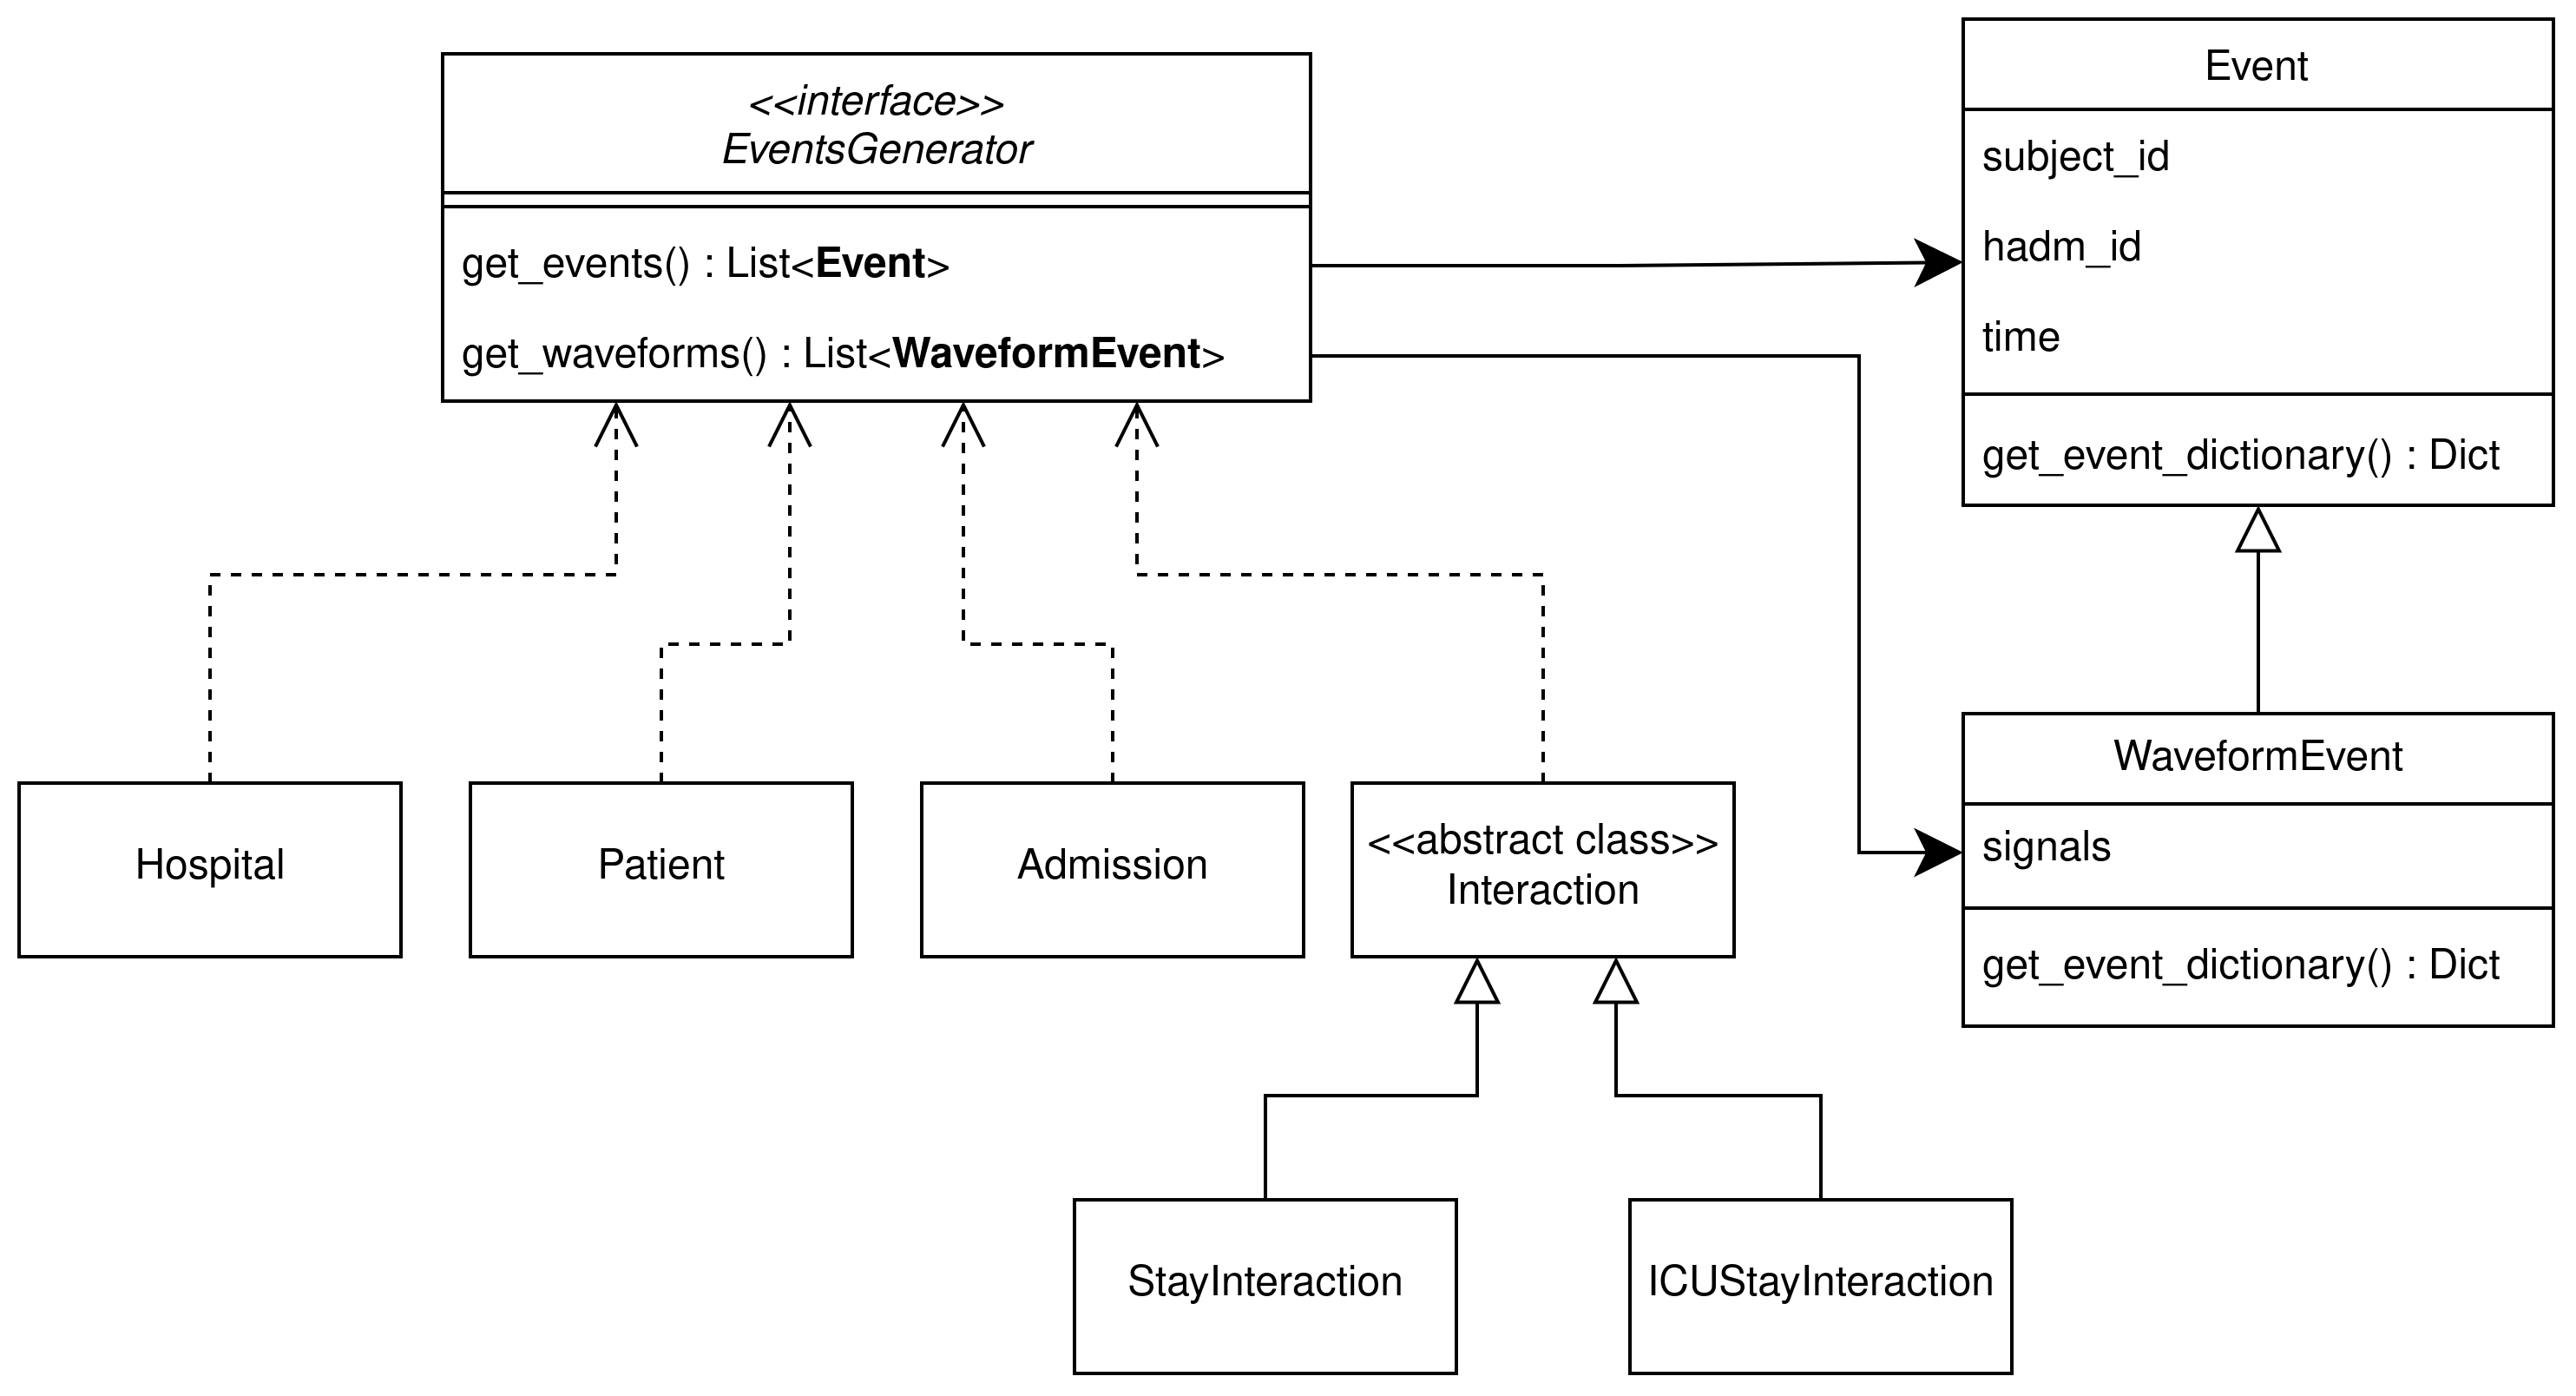 <<interface>>
EventsGenerator
get_events() : List<Event>
get_waveforms() : List<WaveformEvent>
Event
subject_id
hadm_id
time
get_event_dictionary() : Dict
WaveformEvent
signals
get_event_dictionary() : Dict
Hospital
Patient
Admission
<<abstract class>>
Interaction
StayInteraction
ICUStayInteraction